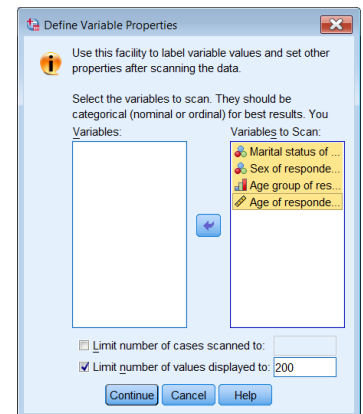 Define Variable Properties
Use this facility to label variable values and set other
properties after scanning the data.
Select the variables to scan. They should be
categorical (nominal or ordinal) for best results. You
Variables:
Variables to Scan:
Marital status of ...
Sex of responde...
Age group of res...
Age of responde...
Limit number of cases scanned to:
Limit number of values displayed to: 200
Continue Cancel Help